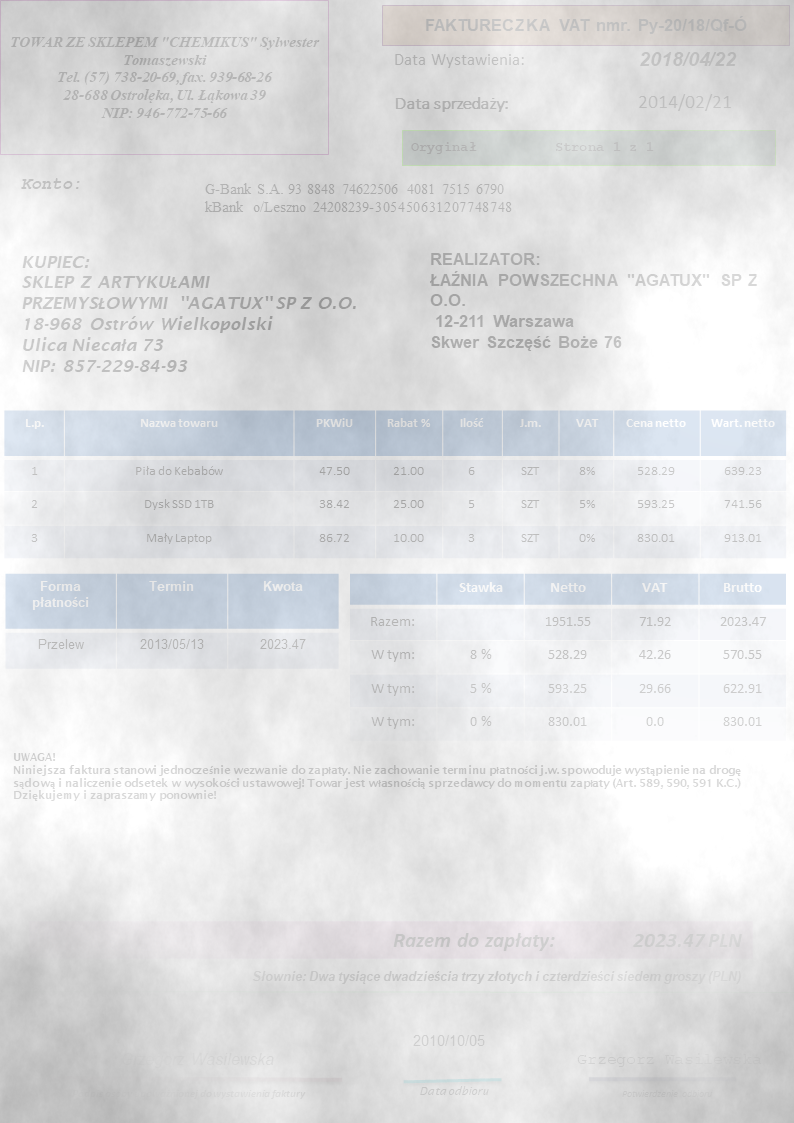 TOWAR ZE SKLEPEM "CHEMIKUS" Sylwester
Tomaszewski
Tel. (57) 738-20-69, fax. 939-68-26
28-688 Ostrołęka, Ul. Łąkowa 39
NIP: 946-772-75-66
FAKTURECZKA VAT nmr. Py-20/18/Of-O
Data Wystawienia: 2018/04/22
Data sprzedaży: 2014/02/21
Oryginał Strona 1 z 1
Konto:
G-Bank S.A. 93 8848 74622506 4081 7515 6790
kBank o/Leszno 24208239-305450631207748748
KUPIEC:
SKLEP Z ARTYKUŁAMI
PRZEMYSŁOWYMI "AGATUX" SP Z O.O.
18-968 Ostrów Wielkopolski
Ulica Niecała 73
NIP: 857-229-84-93
REALIZATOR:
ŁAŹNIA POWSZECHNA "AGATUX" SP Z
O.O.
12-211 Warszawa
Skwer Szczęść Boże 76
L.p. Nazwa towaru PKWiU Rabat % Ilość J.m. VAT Cena netto Wart. netto
1 Piła do Kebabów 47.50 21.00 6 SZT 8% 528.29 639.23
2 Dysk SSD 1TB 38.42 25.00 5 SZT 5% 593.25 741.56
3 Mały Laptop 86.72 10.00 3 SZT 0% 830.01 913.01
Forma płatności Termin Kwota
Przelew 2013/05/13 2023.47
Stawka Netto VAT Brutto
Razem: 1951.55 71.92 2023.47
W tym: 8 % 528.29 42.26 570.55
W tym: 5 % 593.25 29.66 622.91
W tym: 0 % 830.01 0.0 830.01
UWAGA!
Niniejsza faktura stanowi jednocześnie wezwanie do zapłaty. Nie zachowanie terminu płatności j.w. spowoduje wystąpienie na drogę
sądową i naliczenie odsetek w wysokości ustawowej! Towar jest własnością sprzedawcy do momentu zapłaty (Art. 589, 590, 591 K.C.)
Dziękujemy i zapraszamy ponownie!
Razem do zapłaty: 2023.47 PLN
Słownie: Dwa tysiące dwadzieścia trzy złotych i czterdzieści siedem groszy (PLN)
2010/10/05
Grzegorz
Data odbioru
faktury